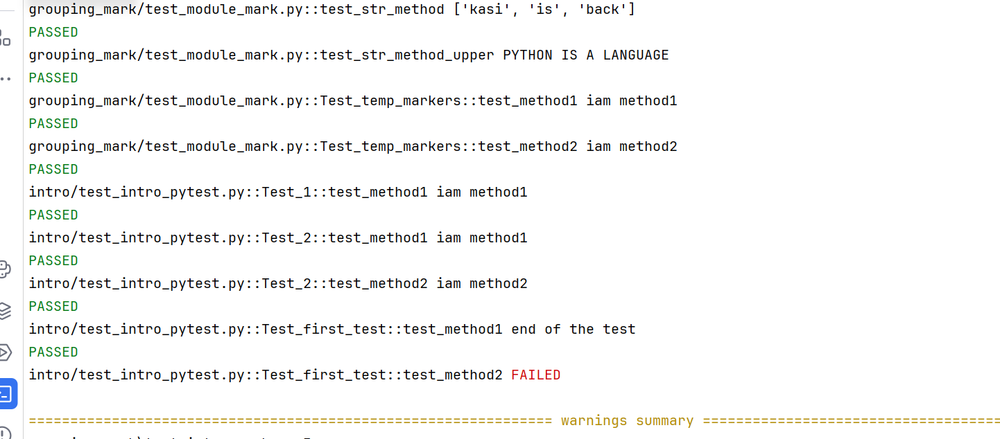 grouping_mark/test_module_mark.py::test_str_method ['kasi', 'is', 'back']
PASSED
grouping_mark/test_module_mark.py::test_str_method_upper PYTHON IS A LANGUAGE
PASSED
grouping_mark/test_module_mark.py::Test_temp_markers::test_method1 iam method1
PASSED
grouping_mark/test_module_mark.py::Test_temp_markers::test_method2 iam method2
PASSED
intro/test_intro_pytest.py::Test_1::test_method1 iam method1
PASSED
intro/test_intro_pytest.py::Test_2::test_method1 iam method1
PASSED
intro/test_intro_pytest.py::Test_2::test_method2 iam method2
PASSED
intro/test_intro_pytest.py::Test_first_test::test_method1 end of the test
PASSED
intro/test_intro_pytest.py::Test_first_test::test_method2 FAILED
=============================================================== warnings summary ====================================